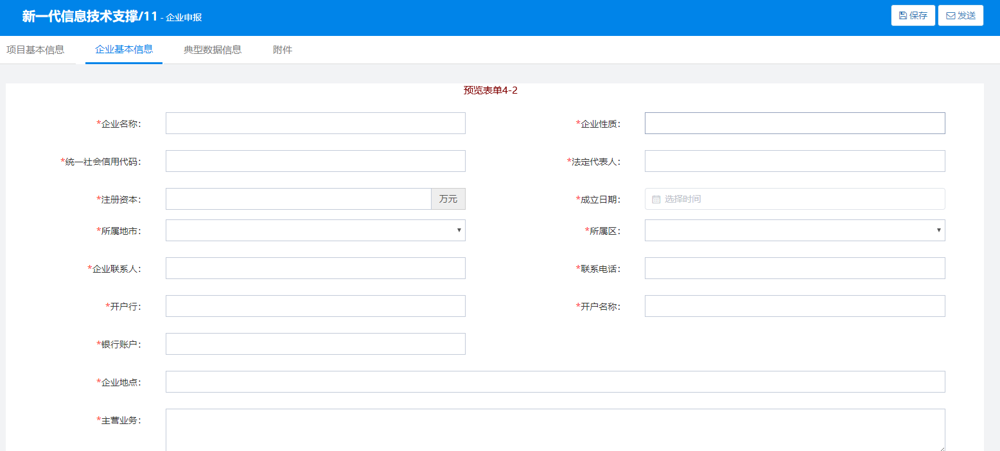 新一代信息技术支撑/11 - 企业申报
保存 发送
项目基本信息 企业基本信息 典型数据信息 附件
预览表单4-2
*企业名称: *企业性质:
*统一社会信用代码: *法定代表人:
*注册资本: 万元 *成立日期: 选择时间
*所属地市: *所属区:
*企业联系人: *联系电话:
*开户行: *开户名称:
*银行账户:
*企业地点:
*主营业务: